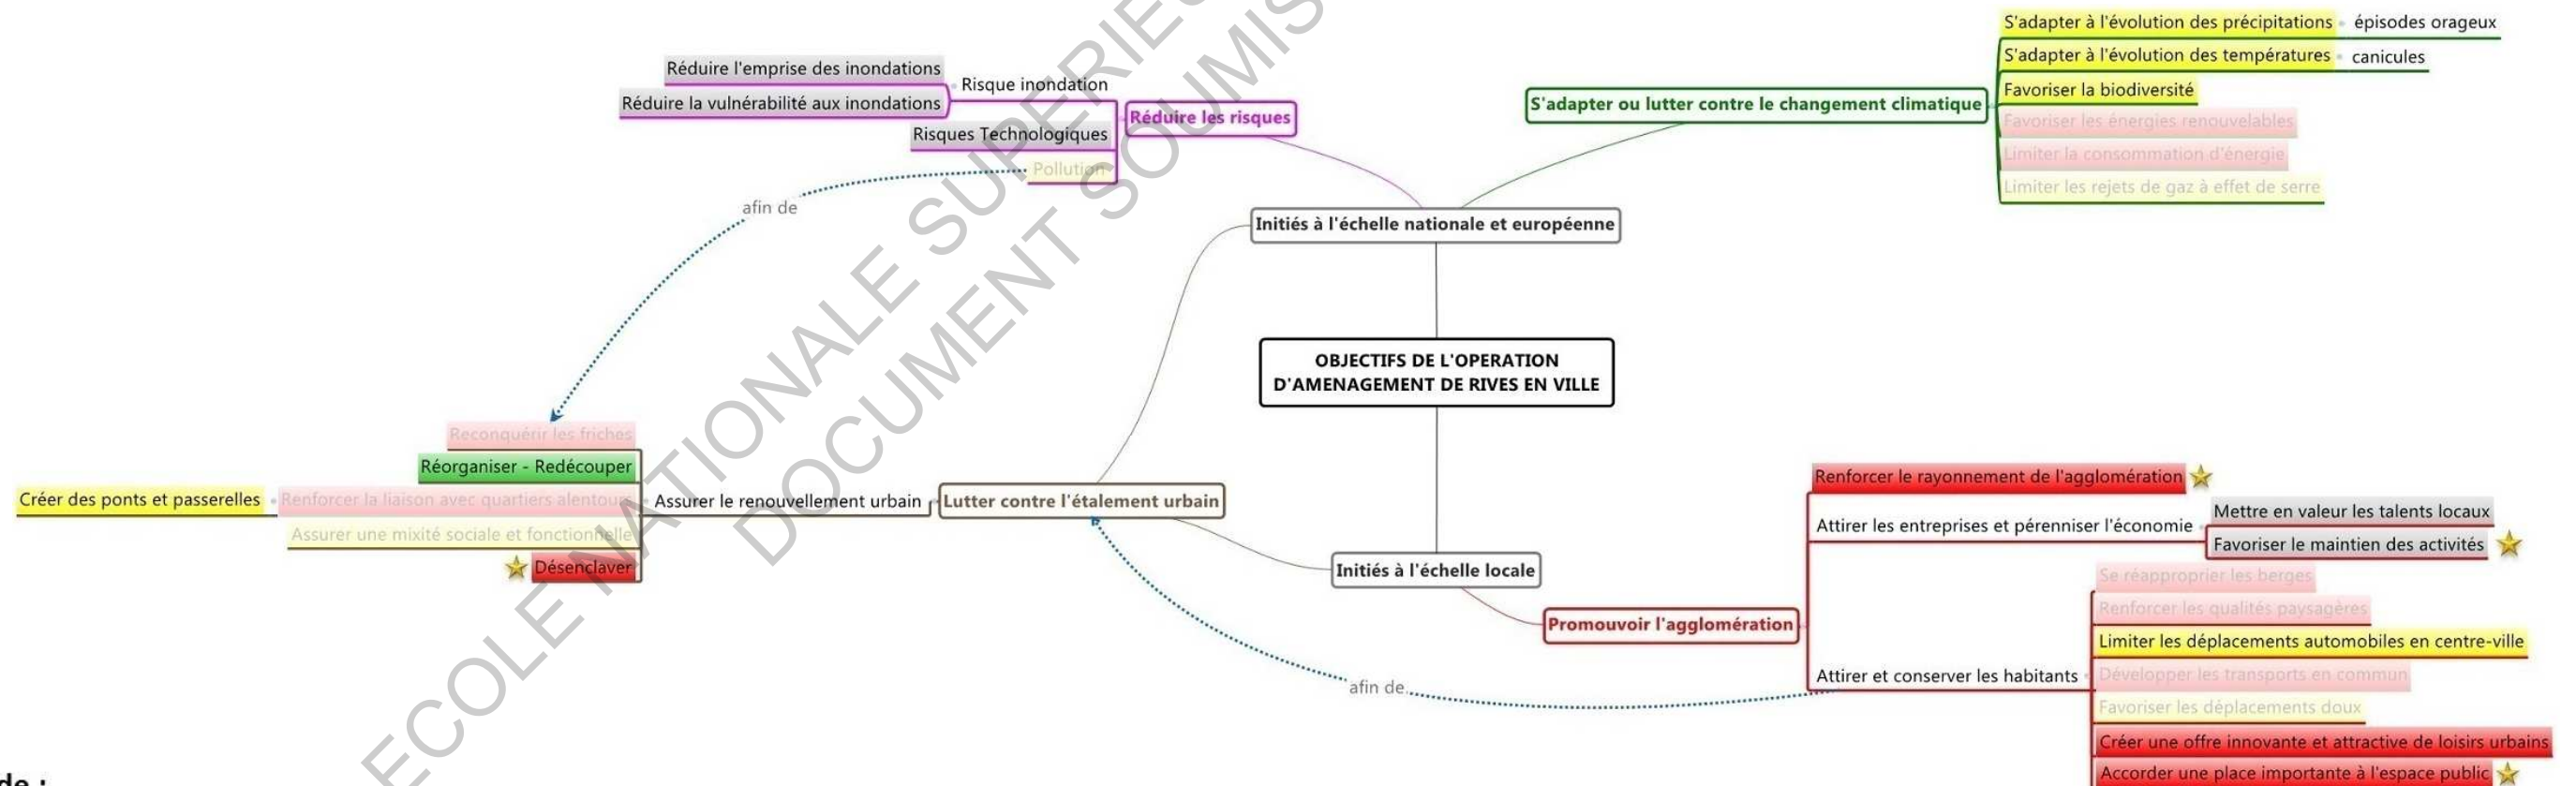 S'adapter à l'évolution des précipitations épisodes orageux
S'adapter à l'évolution des températures canicules
Favoriser la biodiversité
Favoriser les énergies renouvelables
Limiter la consommation d'énergie
Limiter les rejets de gaz à effet de serre
S'adapter ou lutter contre le changement climatique
Réduire l'emprise des inondations
Réduire la vulnérabilité aux inondations
Risque inondation
Risques Technologiques
Pollution
Réduire les risques
afin de
Initiés à l'échelle nationale et européenne
OBJECTIFS DE L'OPERATION
D'AMENAGEMENT DE RIVES EN VILLE
Reconquérir les friches
Réorganiser - Redécouper
Créer des ponts et passerelles Renforcer la liaison avec quartiers alentours
Assurer une mixité sociale et fonctionnelle
Désenclaver
Assurer le renouvellement urbain
Lutter contre l'étalement urbain
Initiés à l'échelle locale
Promouvoir l'agglomération
Renforcer le rayonnement de l'agglomération
Attirer les entreprises et pérenniser l'économie
Mettre en valeur les talents locaux
Favoriser le maintien des activités
Attirer et conserver les habitants
Se réapproprier les berges
Renforcer les qualités paysagères
Limiter les déplacements automobiles en centre-ville
Développer les transports en commun
Favoriser les déplacements doux
Créer une offre innovante et attractive de loisirs urbains
Accorder une place importante à l'espace public
afin de
ECOLE NATIONALE
DOCUMENT SOUMIS